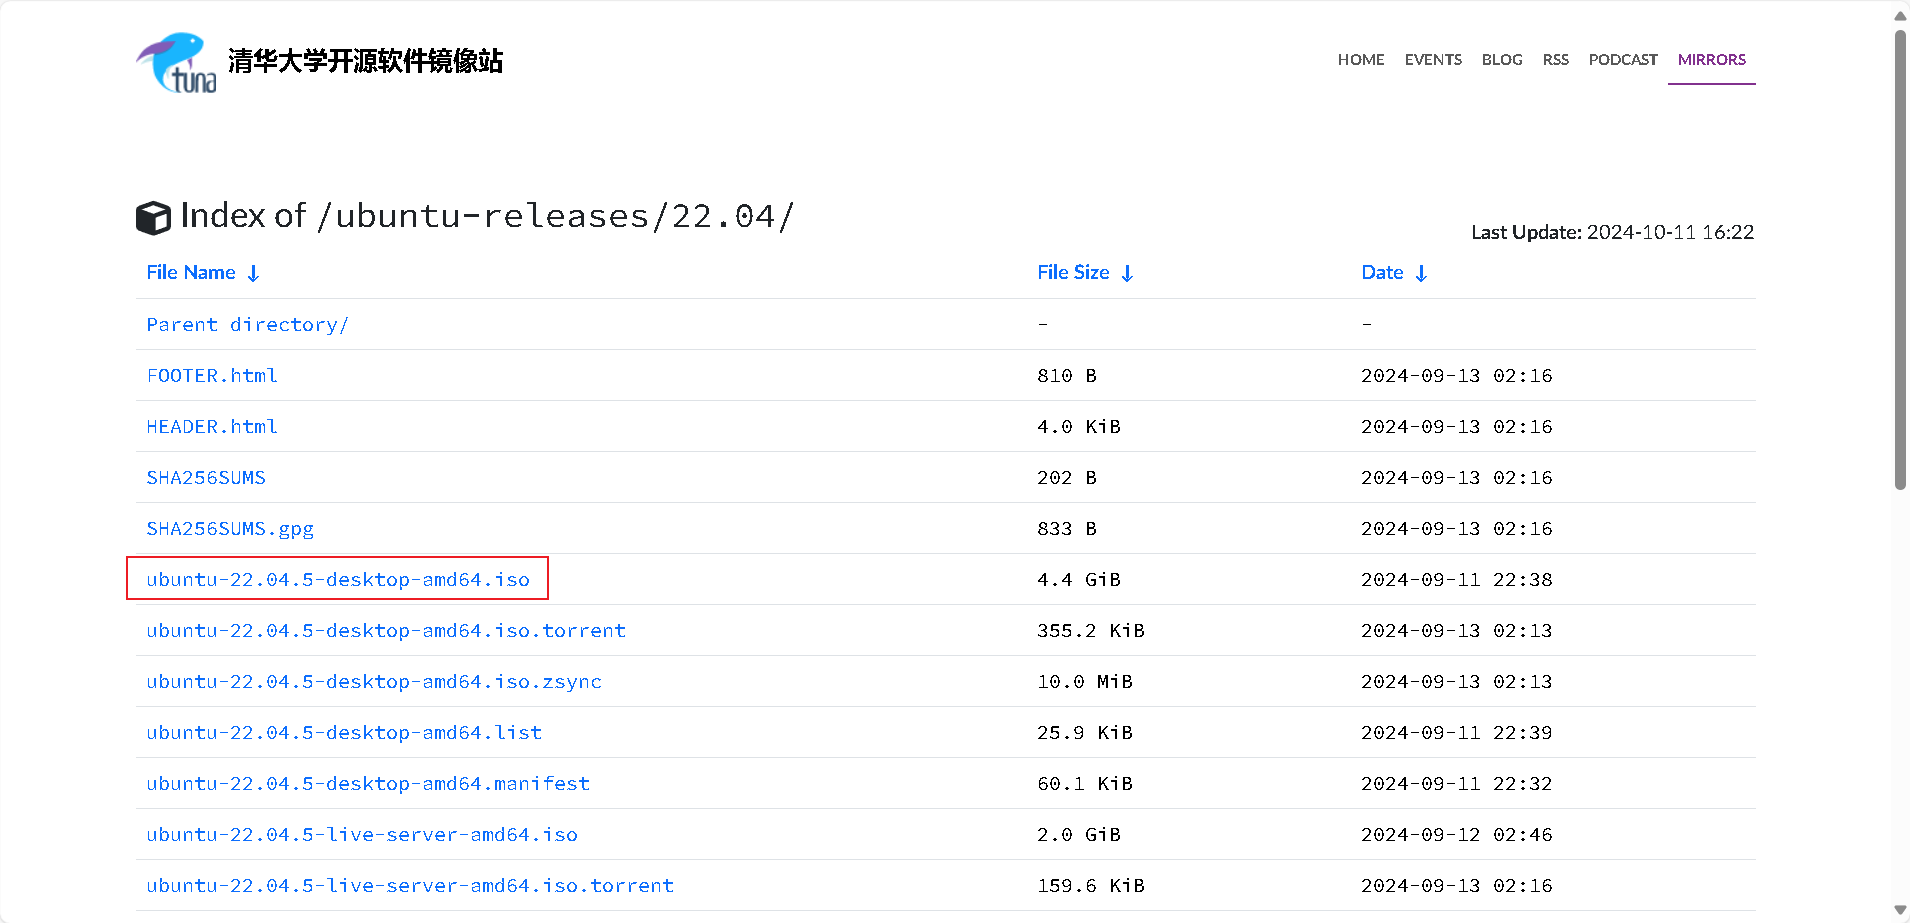 tuna 清华大学开源软件镜像站 HOME EVENTS BLOG RSS PODCAST MIRRORS
Index of /ubuntu-releases/22.04/
Last Update: 2024-10-11 16:22
File Name ↓ File Size ↓ Date ↓
Parent directory/ - -
FOOTER.html 810 B 2024-09-13 02:16
HEADER.html 4.0 KiB 2024-09-13 02:16
SHA256SUMS 202 B 2024-09-13 02:16
SHA256SUMS.gpg 833 B 2024-09-13 02:16
ubuntu-22.04.5-desktop-amd64.iso 4.4 GiB 2024-09-11 22:38
ubuntu-22.04.5-desktop-amd64.iso.torrent 355.2 KiB 2024-09-13 02:13
ubuntu-22.04.5-desktop-amd64.iso.zsync 10.0 MiB 2024-09-13 02:13
ubuntu-22.04.5-desktop-amd64.list 25.9 KiB 2024-09-11 22:39
ubuntu-22.04.5-desktop-amd64.manifest 60.1 KiB 2024-09-11 22:32
ubuntu-22.04.5-live-server-amd64.iso 2.0 GiB 2024-09-12 02:46
ubuntu-22.04.5-live-server-amd64.iso.torrent 159.6 KiB 2024-09-13 02:16